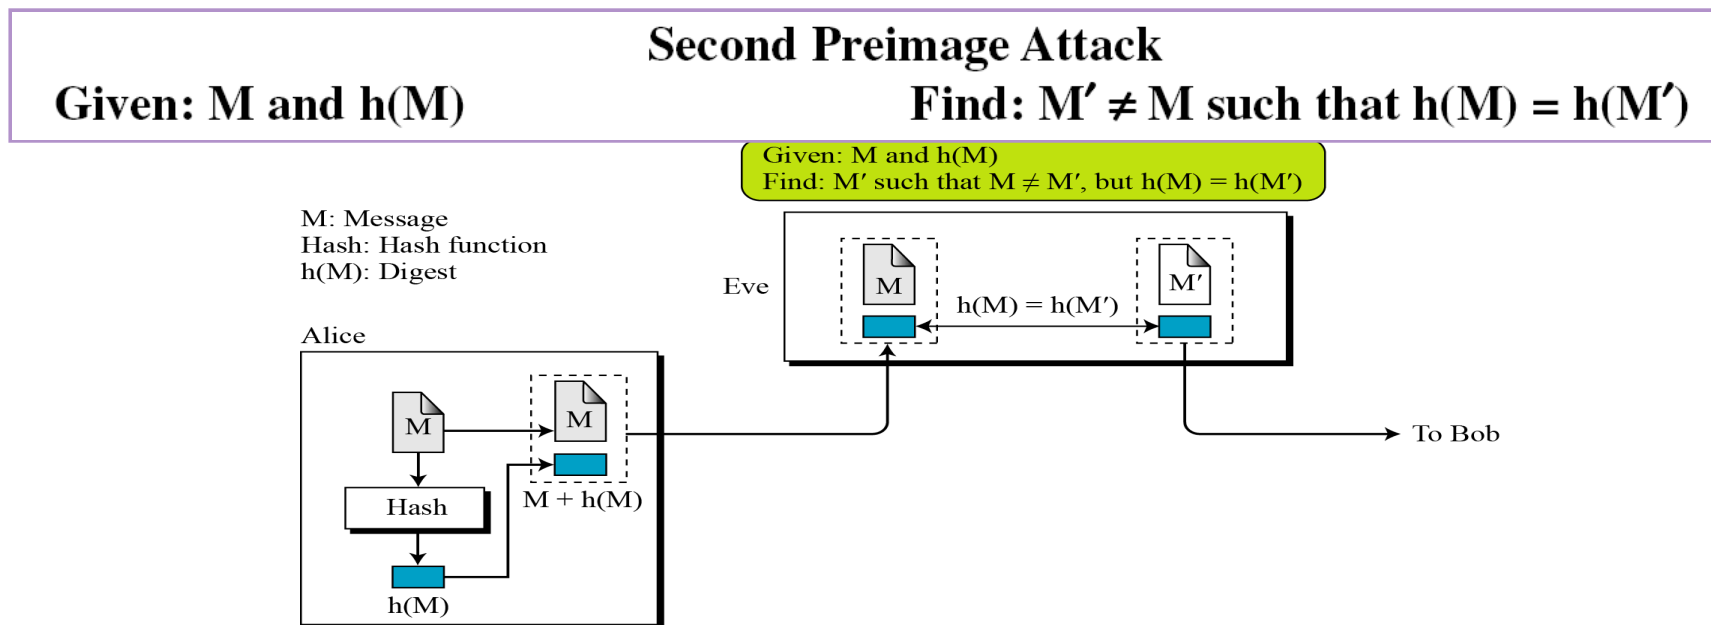 Second Preimage Attack
Given: M and h(M)
Find: M′ ≠ M such that h(M) = h(M′)
Given: M and h(M)
Find: M′ such that M ≠ M′, but h(M) = h(M′)
M: Message
Hash: Hash function
h(M): Digest
Eve
M
h(M) = h(M′)
M′
Alice
M
M
M + h(M)
Hash
h(M)
To Bob